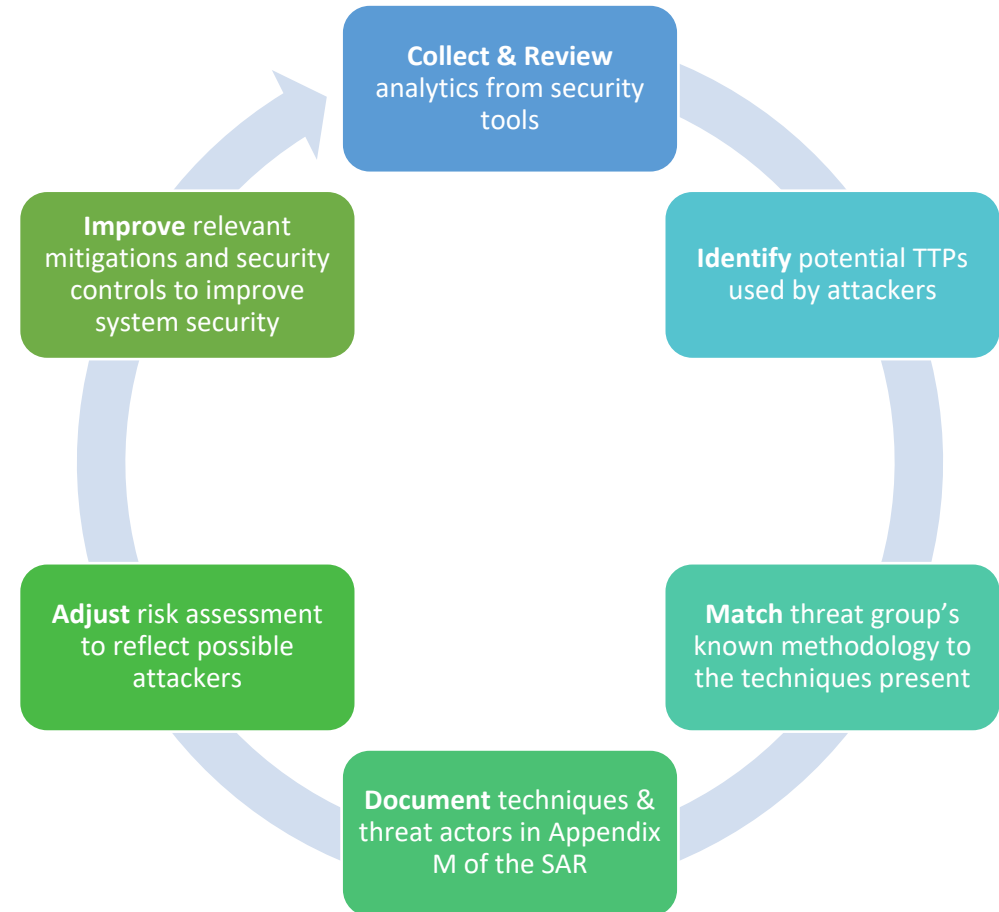 Collect & Review
analytics from security
tools
Identify potential TTPs
used by attackers
Match threat group’s
known methodology to
the techniques present
Document techniques &
threat actors in Appendix
M of the SAR
Adjust risk assessment
to reflect possible
attackers
Improve relevant
mitigations and security
controls to improve
system security